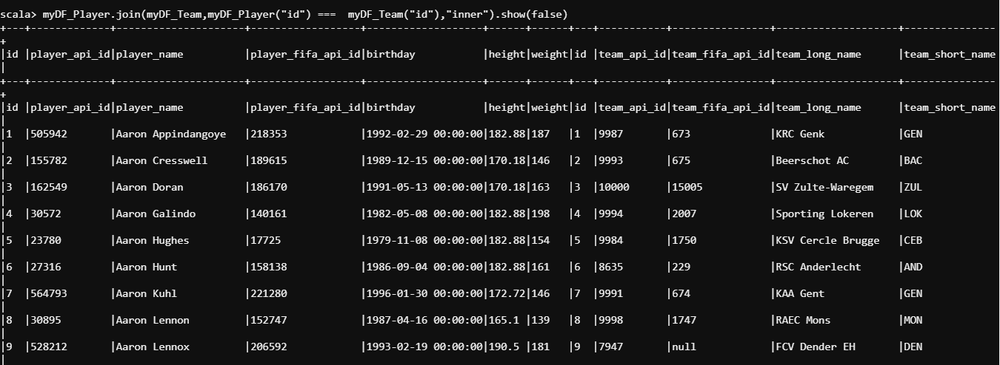 scala> myDF_Player.join(myDF_Team,myDF_Player("id") ===  myDF_Team("id"),"inner").show(false)
+---+-------------+---------------------+------------------+-------------------+------+------+---+-----------+----------------+--------------------+---------------
+
|id |player_api_id|player_name          |player_fifa_api_id|birthday           |height|weight|id |team_api_id|team_fifa_api_id|team_long_name      |team_short_name
|
+---+-------------+---------------------+------------------+-------------------+------+------+---+-----------+----------------+--------------------+---------------
+
|id |player_api_id|player_name          |player_fifa_api_id|birthday           |height|weight|id |team_api_id|team_fifa_api_id|team_long_name      |team_short_name
|
|1  |505942       |Aaron Appindangoye   |218353            |1992-02-29 00:00:00|182.88|187   |1  |9987       |673             |KRC Genk            |GEN
|
|2  |155782       |Aaron Cresswell      |189615            |1989-12-15 00:00:00|170.18|146   |2  |9993       |675             |Beerschot AC        |BAC
|
|3  |162549       |Aaron Doran          |186170            |1991-05-13 00:00:00|170.18|163   |3  |10000      |15005           |SV Zulte-Waregem    |ZUL
|
|4  |30572        |Aaron Galindo        |140161            |1982-05-08 00:00:00|182.88|198   |4  |9994       |2007            |Sporting Lokeren    |LOK
|
|5  |23780        |Aaron Hughes         |17725             |1979-11-08 00:00:00|182.88|154   |5  |9984       |1750            |KSV Cercle Brugge   |CEB
|
|6  |27316        |Aaron Hunt           |158138            |1986-09-04 00:00:00|182.88|161   |6  |8635       |229             |RSC Anderlecht      |AND
|
|7  |564793       |Aaron Kuhl           |221280            |1996-01-30 00:00:00|172.72|146   |7  |9991       |674             |KAA Gent            |GEN
|
|8  |30895        |Aaron Lennon         |152747            |1987-04-16 00:00:00|165.1 |139   |8  |9998       |1747            |RAEC Mons           |MON
|
|9  |528212       |Aaron Lennox         |206592            |1993-02-19 00:00:00|190.5 |181   |9  |7947       |null            |FCV Dender EH       |DEN
|